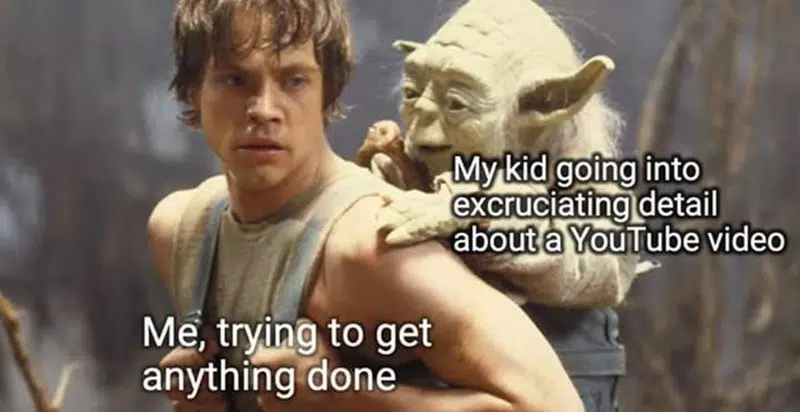 My kid going into
excruciating detail
about a YouTube video
Me, trying to get
anything done